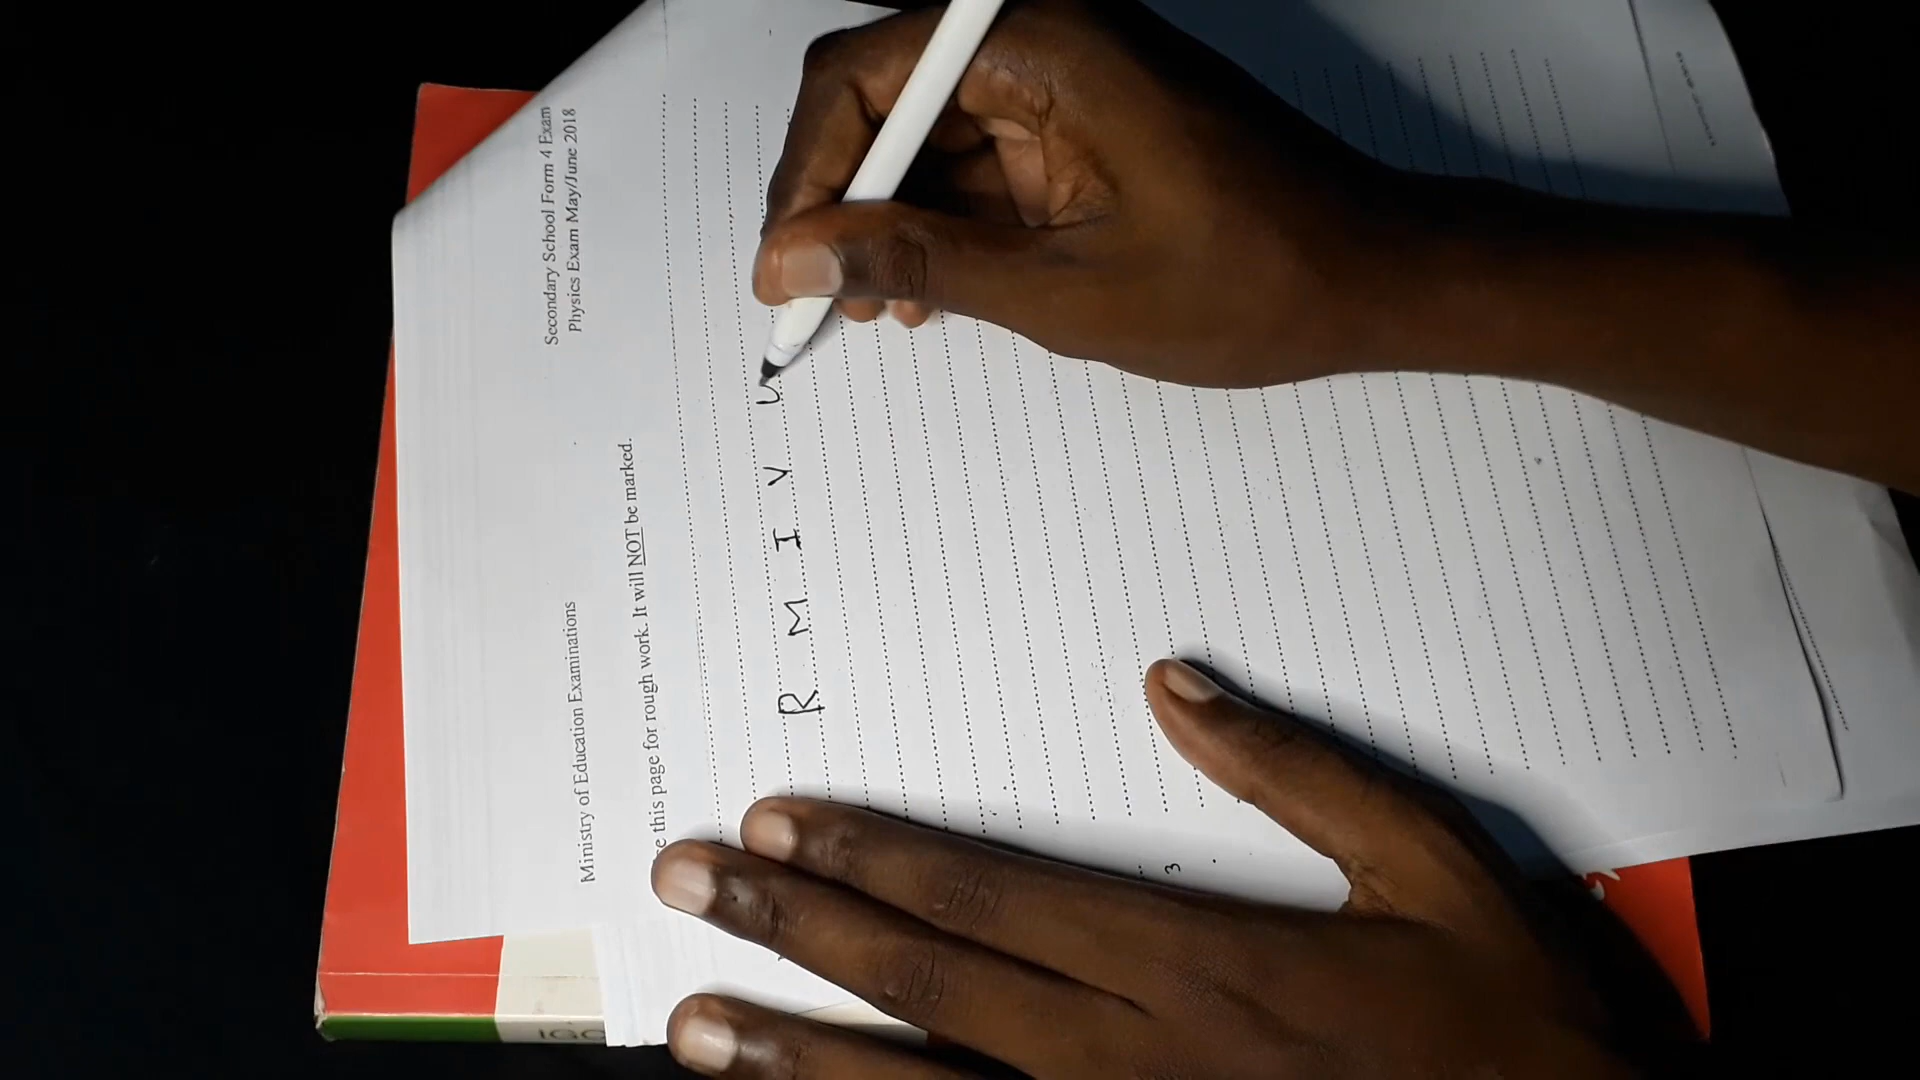 Ministry of Education Examinations
Secondary School Form 4 Exam
Physics Exam May/June 2018
this page for rough work. It will NOT be marked.
R M I V U
3